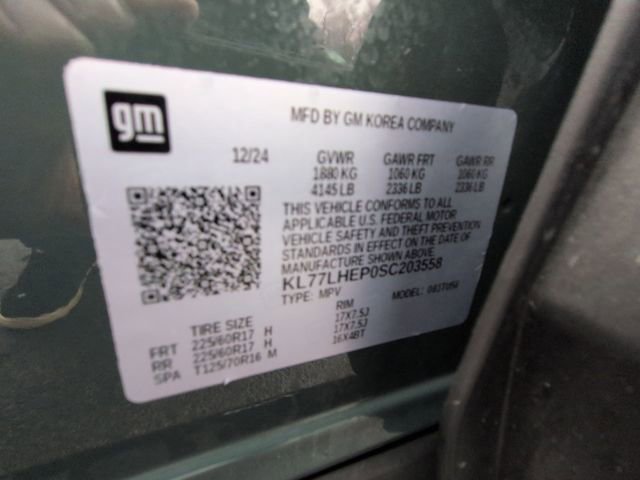 gm
MFD BY GM KOREA COMPANY
12/24 GVWR GAWR FRT GAWR RR
1880 KG 1060 KG 1060 KG
4145 LB 2336 LB 2336 LB
THIS VEHICLE CONFORMS TO ALL
APPLICABLE U.S. FEDERAL MOTOR
VEHICLE SAFETY AND THEFT PREVENTION
STANDARDS IN EFFECT ON THE DATE OF
MANUFACTURE SHOWN ABOVE.
KL77LHEP0SC203558
TYPE: MPV MODEL:
TIRE SIZE RIM
FRT 225/60R17 H 17X7.5J
RR 225/60R17 H 17X7.5J
SPA T125/70R16 M 16X4BT